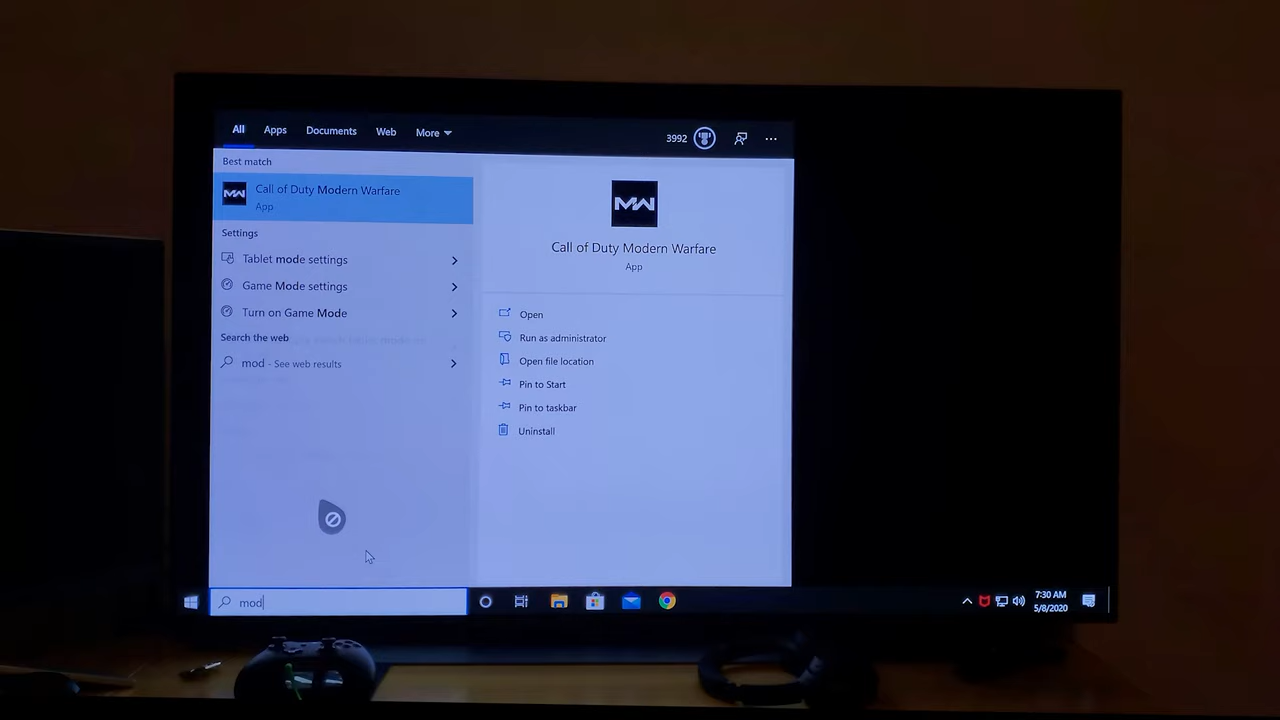 All Apps Documents Web More 3992
Best match
MW Call of Duty Modern Warfare
App
Settings
Tablet mode settings
Game Mode settings
Turn on Game Mode
Search the web
mod - See web results
MW
Call of Duty Modern Warfare
App
Open
Run as administrator
Open file location
Pin to Start
Pin to taskbar
Uninstall
mod
7:30 AM
5/8/2020